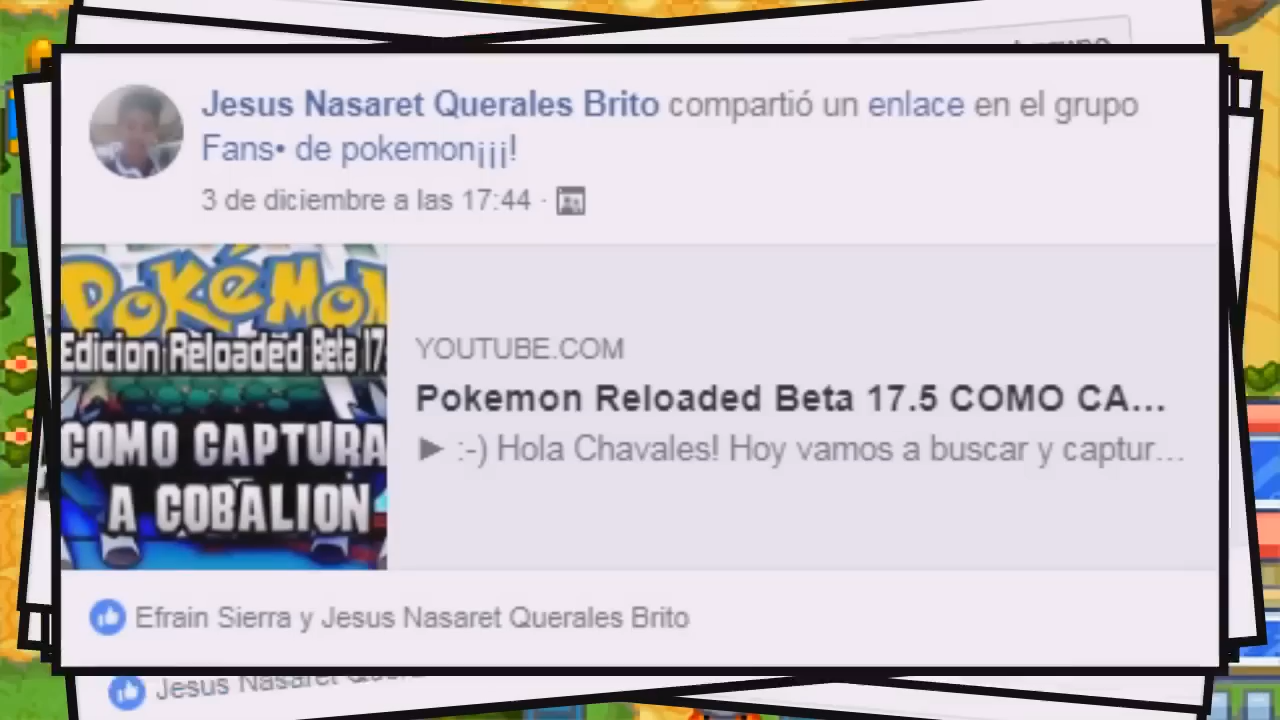 Jesus Nasaret Querales Brito compartió un enlace en el grupo
Fans• de pokemon¡¡¡!
3 de diciembre a las 17:44 ·
POKéMON
Edicion Reloaded Beta 17.
COMO CAPTURA
A COBALION
YOUTUBE.COM
Pokemon Reloaded Beta 17.5 COMO CA...
► :-) Hola Chavales! Hoy vamos a buscar y captur...
Efrain Sierra y Jesus Nasaret Querales Brito
Jesus Nasaret